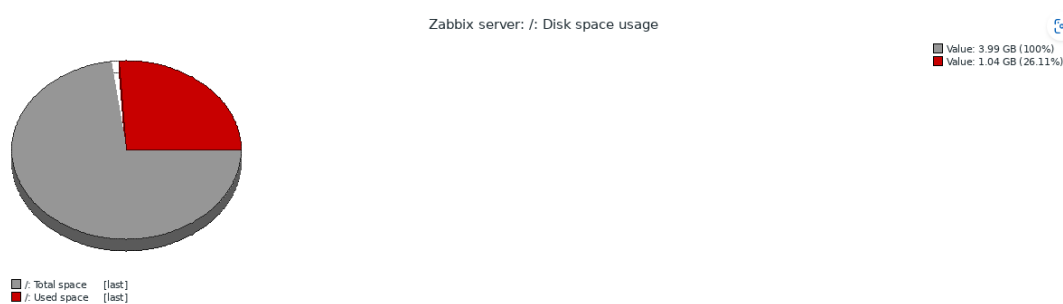 Zabbix server: /: Disk space usage
Value: 3.99 GB (100%)
Value: 1.04 GB (26.11%)
/: Total space [last]
/: Used space [last]